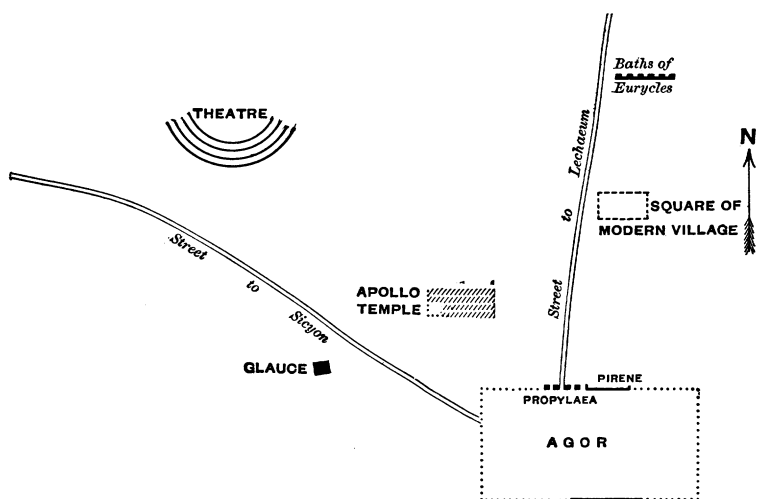 Baths of
Eurycles
THEATRE
N
Street to Lechaeum
SQUARE OF
MODERN VILLAGE
Street to Sicyon
APOLLO
TEMPLE
GLAUCE
PIRENE
PROPYLAEA
AGOR